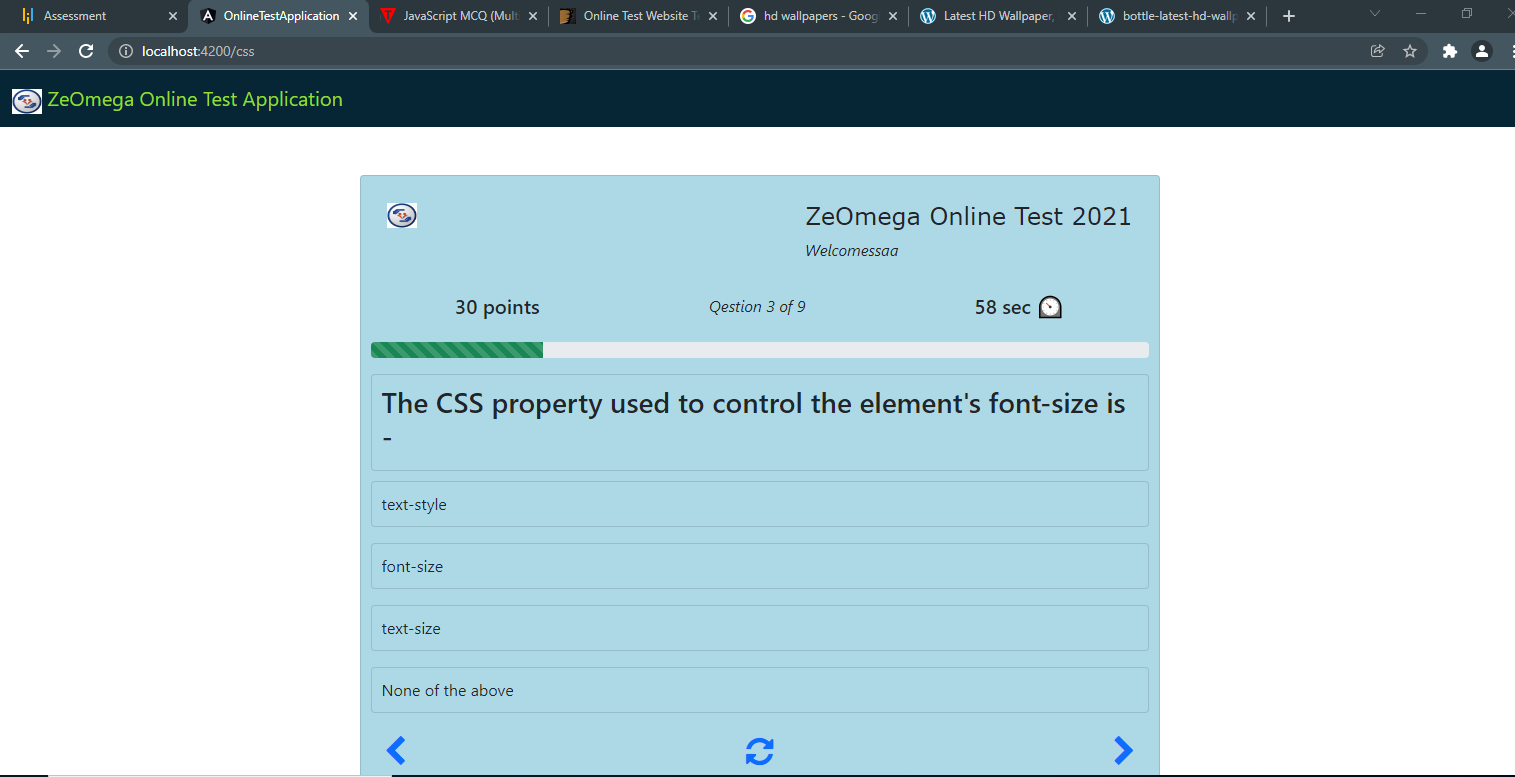 Assessment
OnlineTestApplication
JavaScript MCQ (Mult
Online Test Website Te
hd wallpapers - Goog
Latest HD Wallpaper,
bottle-latest-hd-wallp
localhost:4200/css
ZeOmega Online Test Application
ZeOmega Online Test 2021
Welcomessaa
30 points
Qestion 3 of 9
58 sec
The CSS property used to control the element's font-size is
-
text-style
font-size
text-size
None of the above